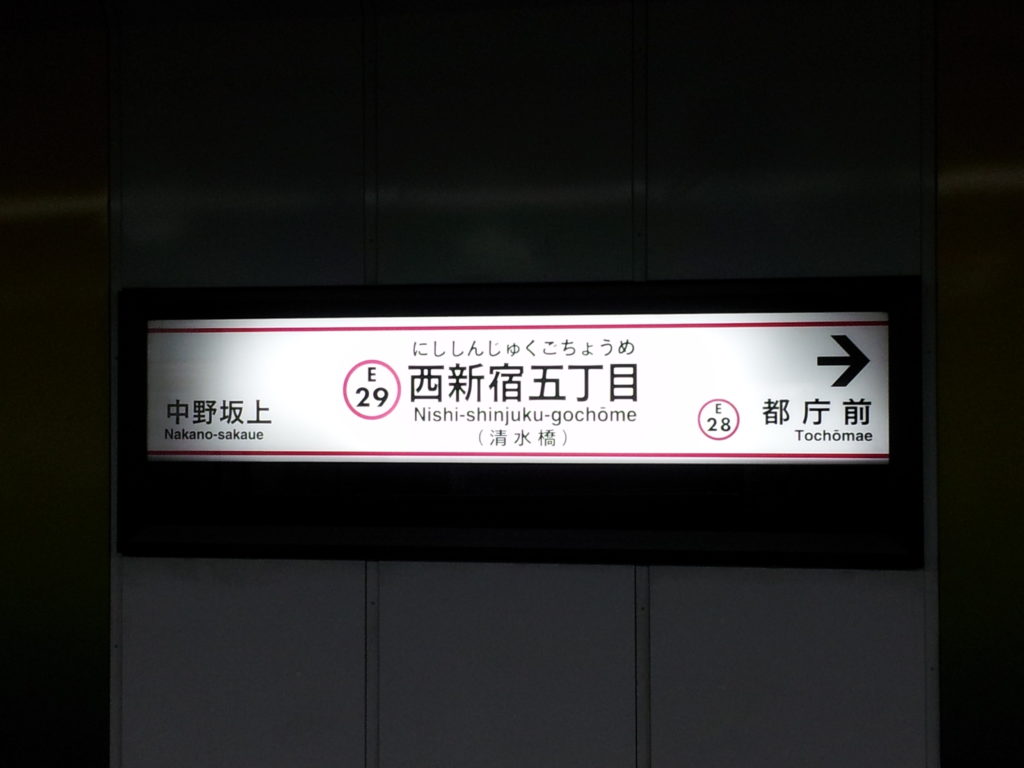 中野坂上
Nakano-sakaue
E
29
にししんじゅくごちょうめ
西新宿五丁目
Nishi-shinjuku-gochōme
（清水橋）
→
E
28
都庁前
Tochōmae